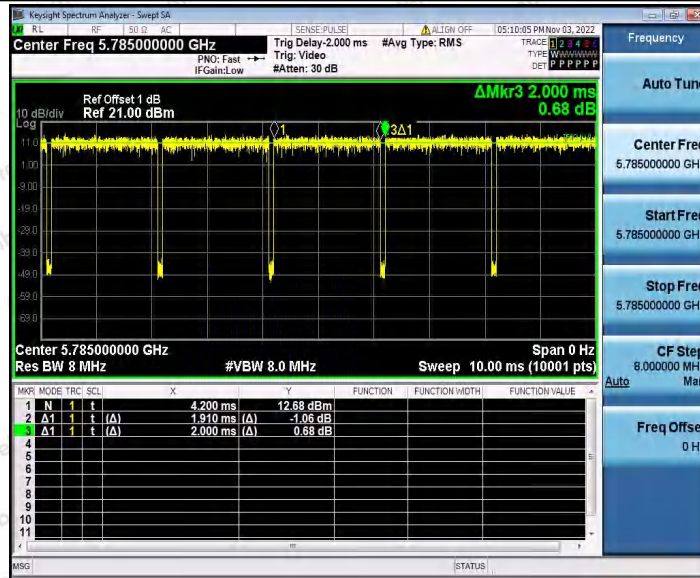 Keysight Spectrum Analyzer - Swept SA
RL RF 50 Ω AC SENSE:PULSE ALIGN OFF 05:10:05 PM Nov 03, 2022
Center Freq 5.785000000 GHz
PNO: Fast
IFGain:Low
Trig Delay-2.000 ms
Trig: Video
#Atten: 30 dB
#Avg Type: RMS
TRACE 1 2 3 4 5 6
TYPE WWWWWW
DET P P P P P P
Frequency
Auto Tune
Center Freq
5.785000000 GH
Start Freq
5.785000000 GH
Stop Freq
5.785000000 GH
CF Step
8.000000 MH
Auto Man
Freq Offse
0 H
ΔMkr3 2.000 ms
0.68 dB
10 dB/div
Log
Ref Offset 1 dB
Ref 21.00 dBm
1
3Δ1
11.0
1.00
-9.00
-19.0
-29.0
-39.0
-49.0
-59.0
-69.0
Center 5.785000000 GHz Span 0 Hz
Res BW 8 MHz #VBW 8.0 MHz Sweep 10.00 ms (10001 pts)
MKR MODE TRC SCL X Y FUNCTION FUNCTION WIDTH FUNCTION VALUE
1 N 1 t 4.200 ms 12.68 dBm
2 Δ1 1 t (Δ) 1.910 ms (Δ) -1.06 dB
3 Δ1 1 t (Δ) 2.000 ms (Δ) 0.68 dB
4
5
6
7
8
9
10
11
MSG STATUS